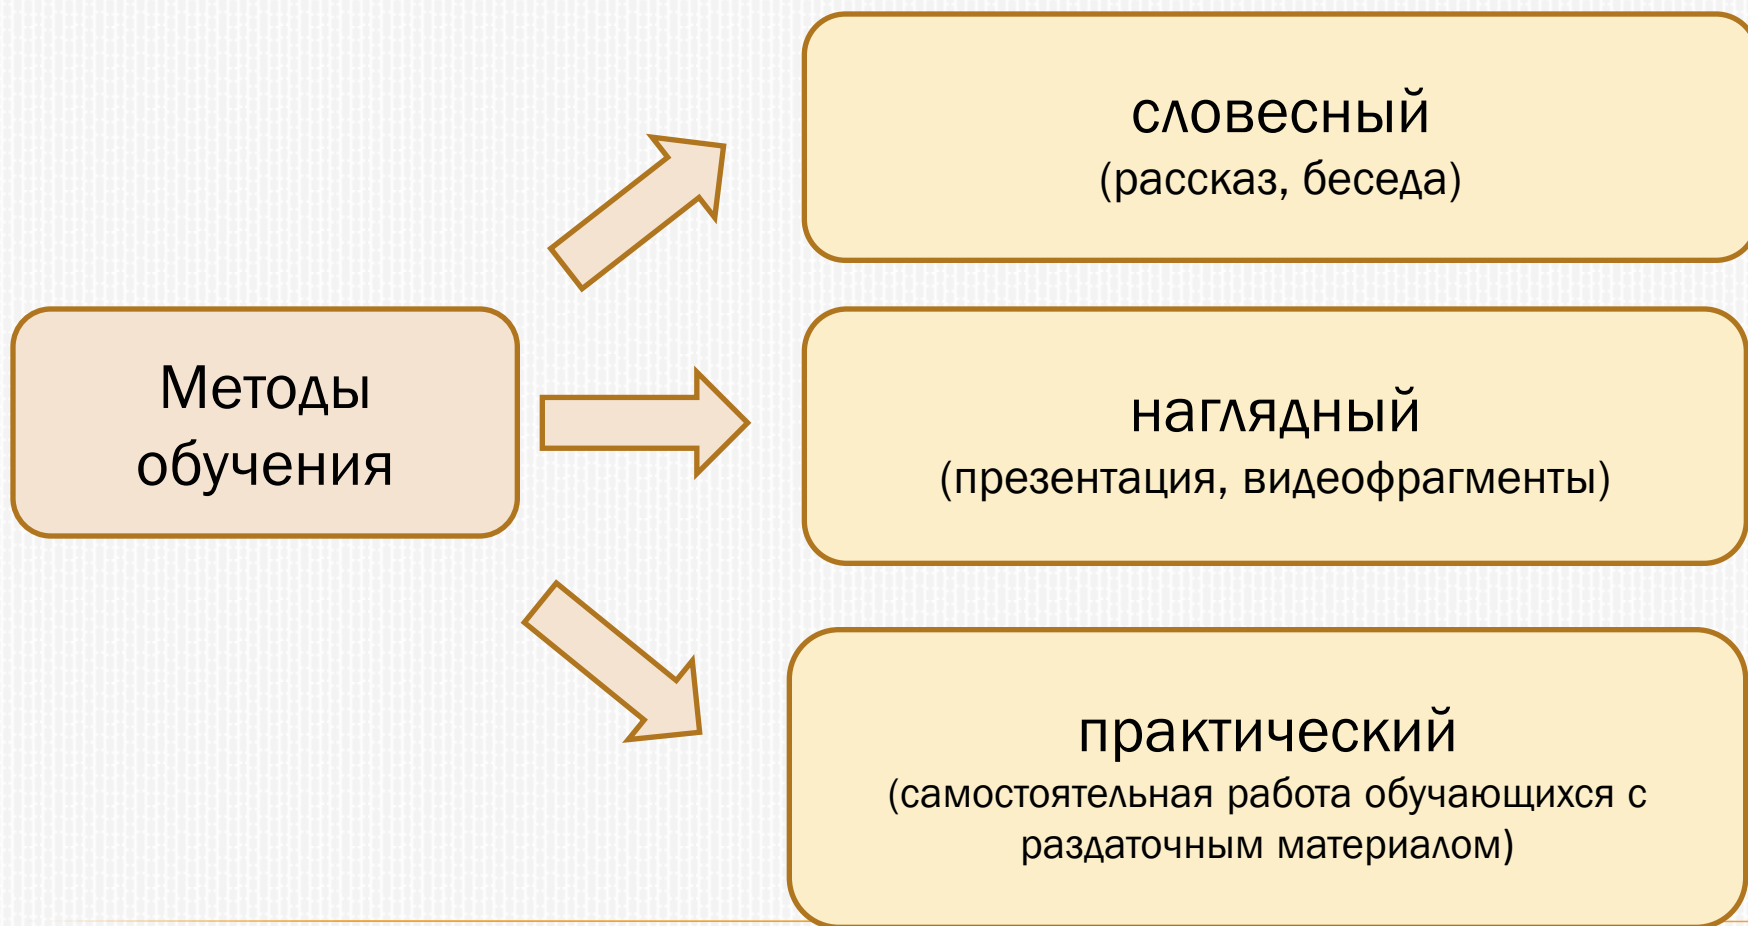 словесный
(рассказ, беседа)
Методы
обучения
наглядный
(презентация, видеофрагменты)
практический
(самостоятельная работа обучающихся с
раздаточным материалом)